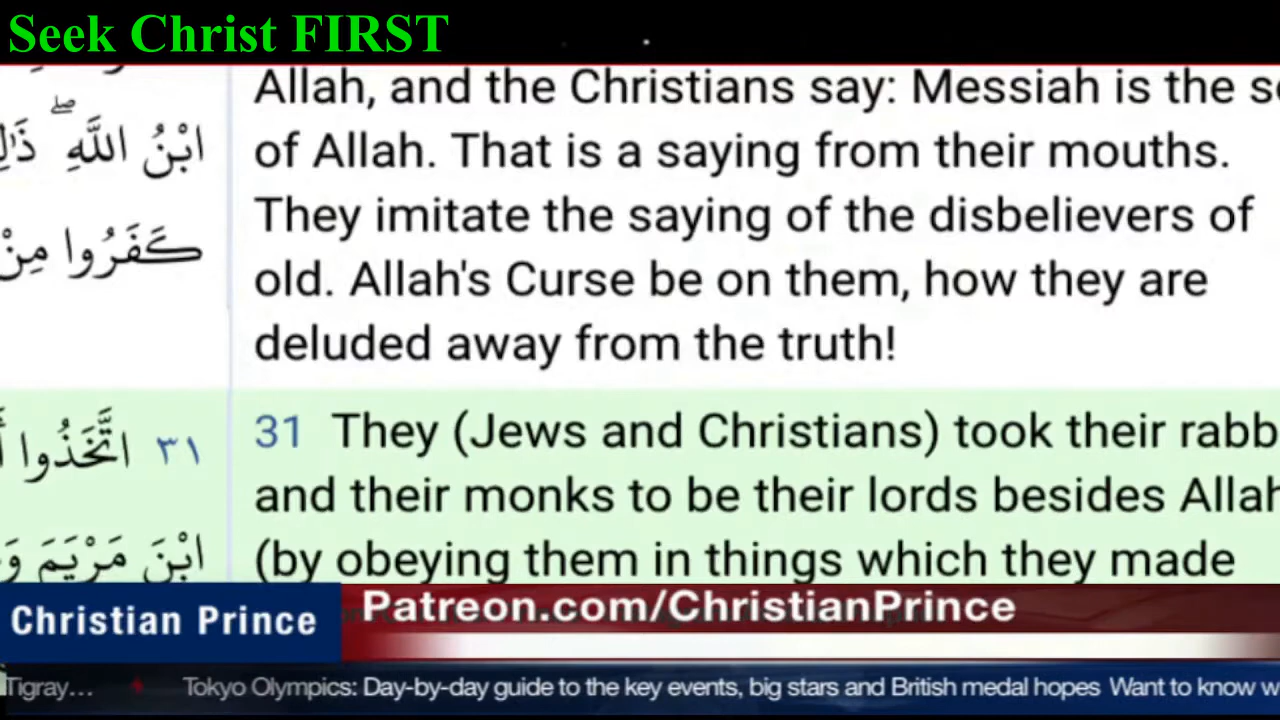 Seek Christ FIRST
Allah, and the Christians say: Messiah is the
of Allah. That is a saying from their mouths.
They imitate the saying of the disbelievers of
old. Allah's Curse be on them, how they are
deluded away from the truth!
ابْنُ اللَّهِ ۖ
كَفَرُوا مِنْ
31 They (Jews and Christians) took their
and their monks to be their lords besides Allah
(by obeying them in things which they made
٣١ اتَّخَذُوا
ابْنَ مَرْيَمَ
Christian Prince
Patreon.com/ChristianPrince
Tigray... Tokyo Olympics: Day-by-day guide to the key events, big stars and British medal hopes Want to know